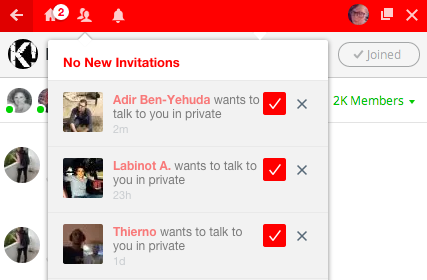 2
Joined
No New Invitations
Adir Ben-Yehuda wants to
talk to you in private
2m
2K Members
Labinot A. wants to talk to
you in private
23h
Thierno wants to talk to
you in private
1d